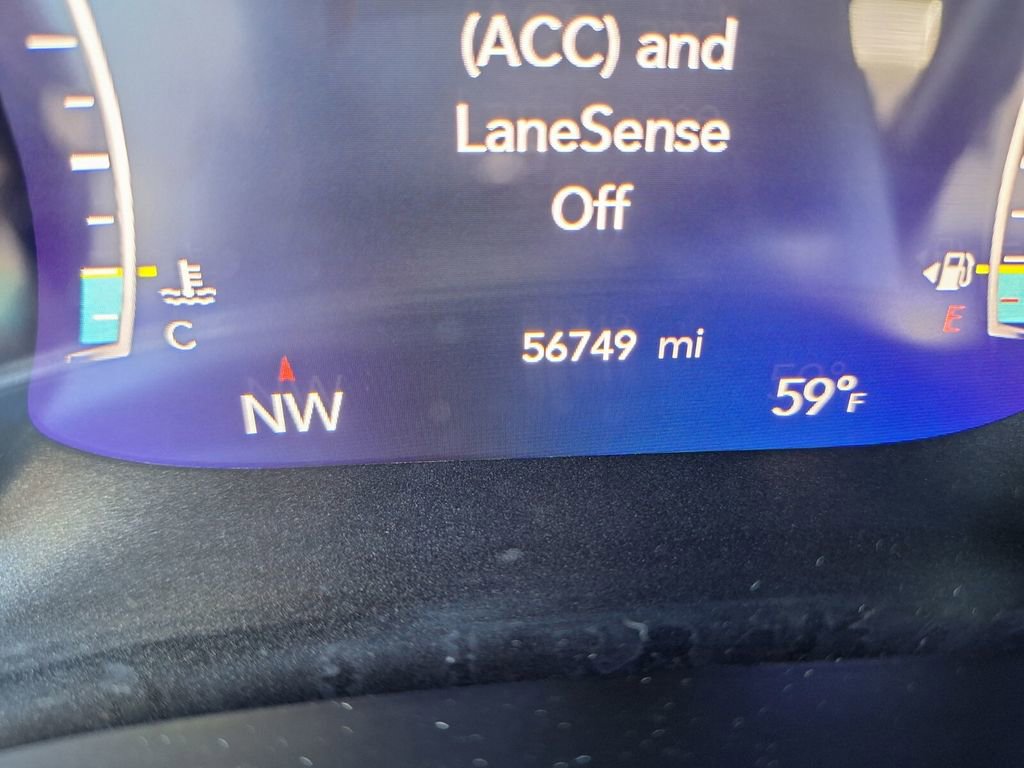 (ACC) and
LaneSense
Off
C
E
56749 mi
NW
59°F